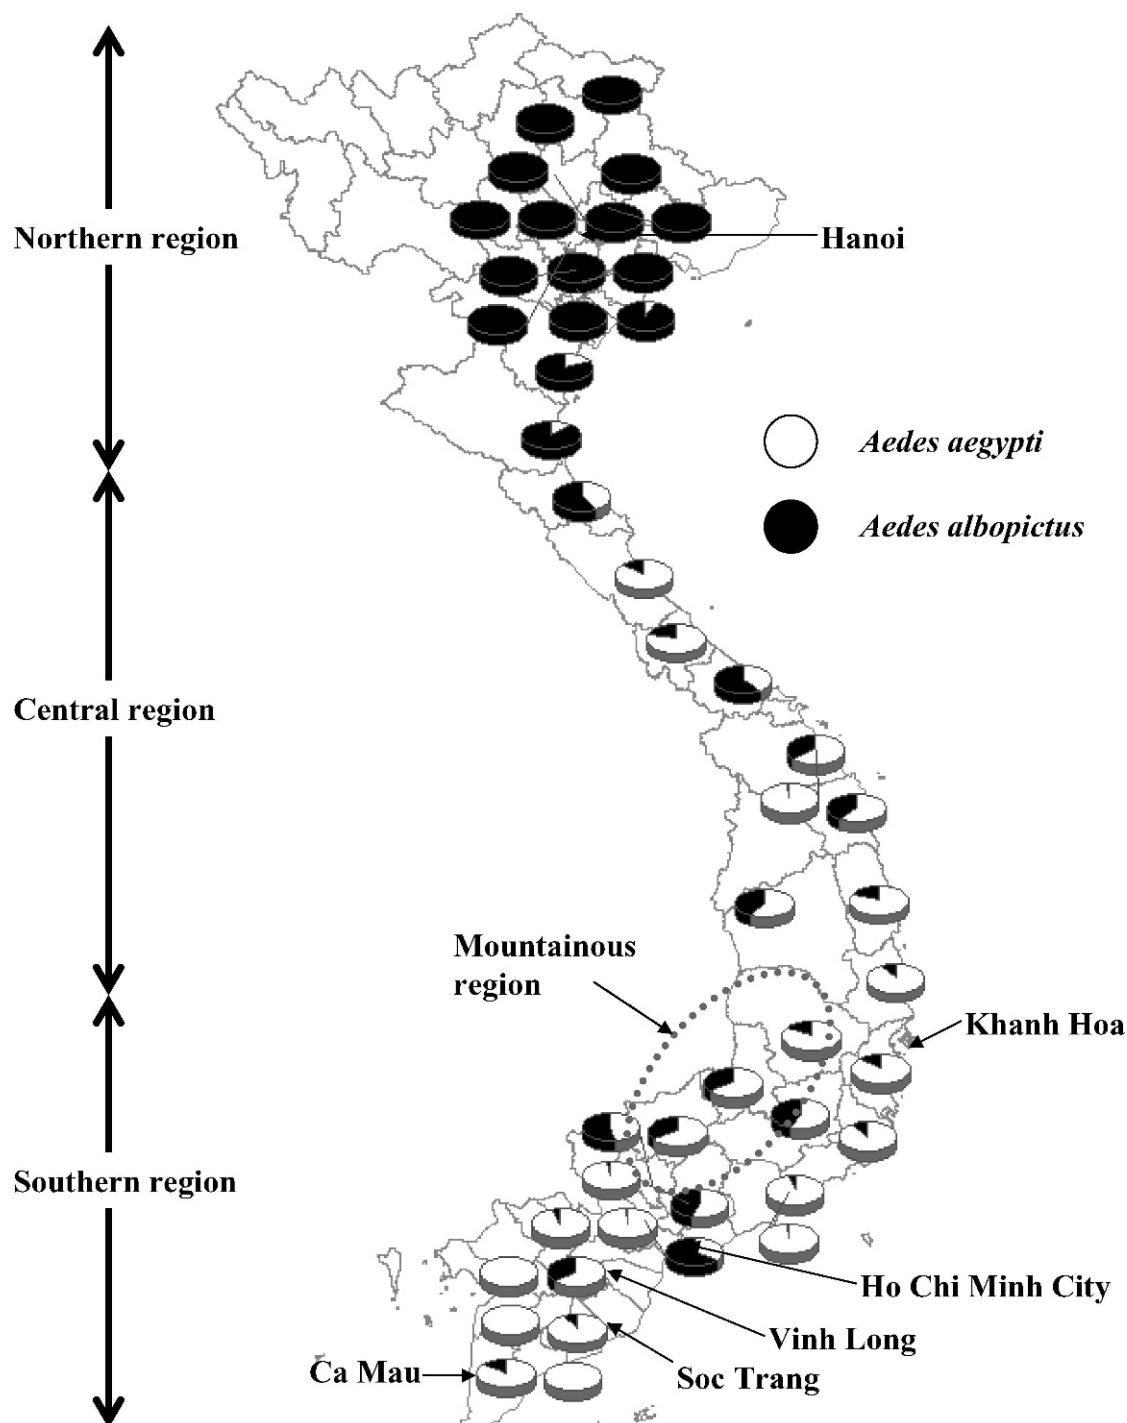 Northern region
Hanoi
Aedes aegypti
Aedes albopictus
Central region
Mountainous
region
Khanh Hoa
Southern region
Ho Chi Minh City
Vinh Long
Ca Mau
Soc Trang